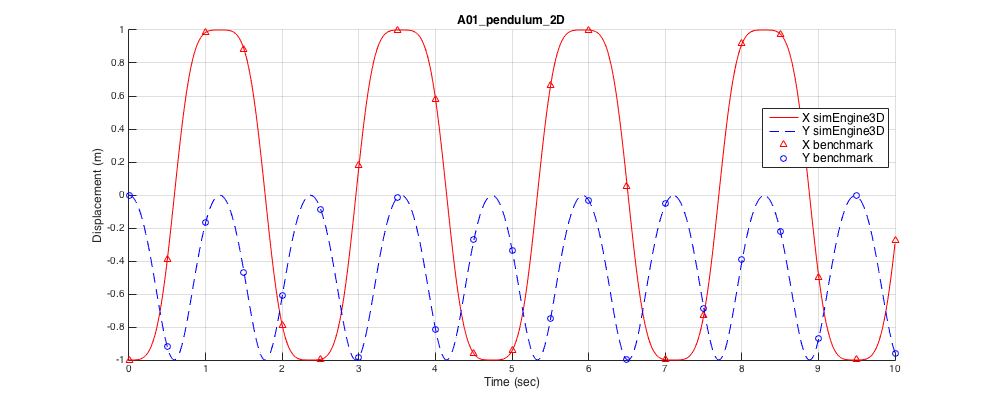 A01_pendulum_2D
1
0.8
0.6
0.4
0.2
0
-0.2
-0.4
-0.6
-0.8
-1
Displacement (m)
X simEngine3D
Y simEngine3D
X benchmark
Y benchmark
0 1 2 3 4 5 6 7 8 9 10
Time (sec)